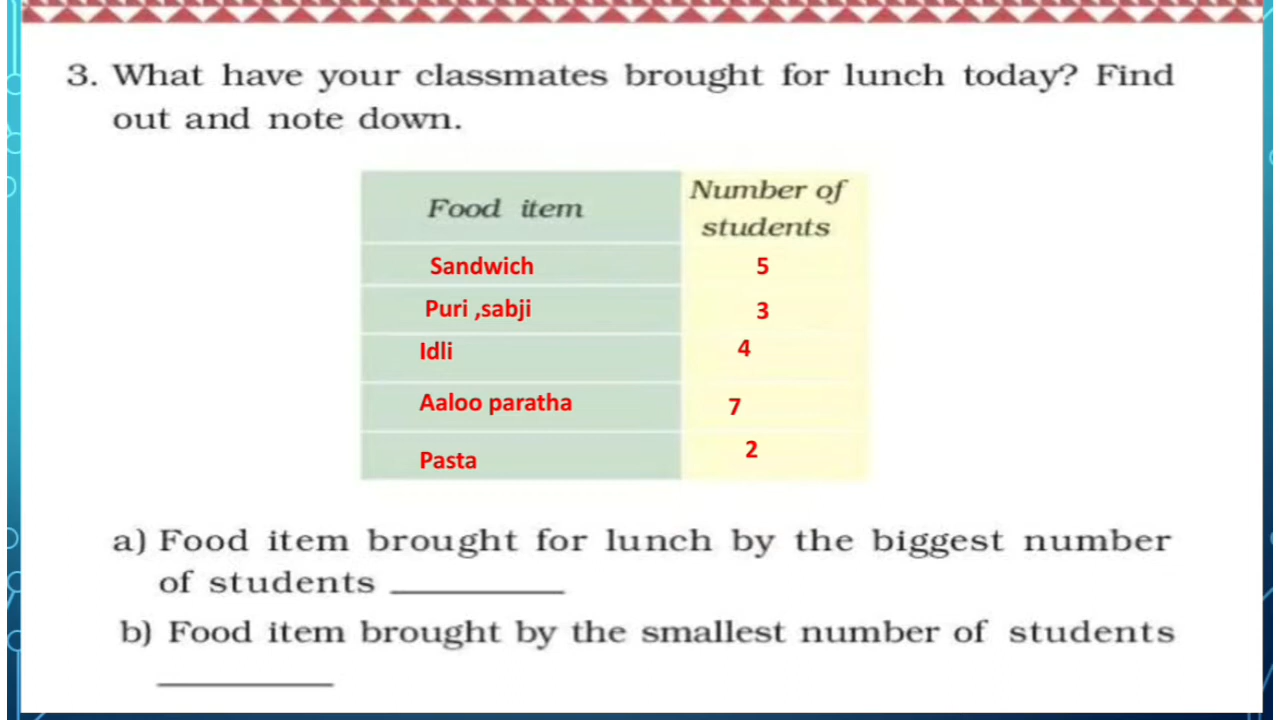 3. What have your classmates brought for lunch today? Find
out and note down.
Food item
Number of
students
Sandwich 5
Puri ,sabji 3
Idli 4
Aaloo paratha 7
Pasta 2
a) Food item brought for lunch by the biggest number
of students __________
b) Food item brought by the smallest number of students
__________